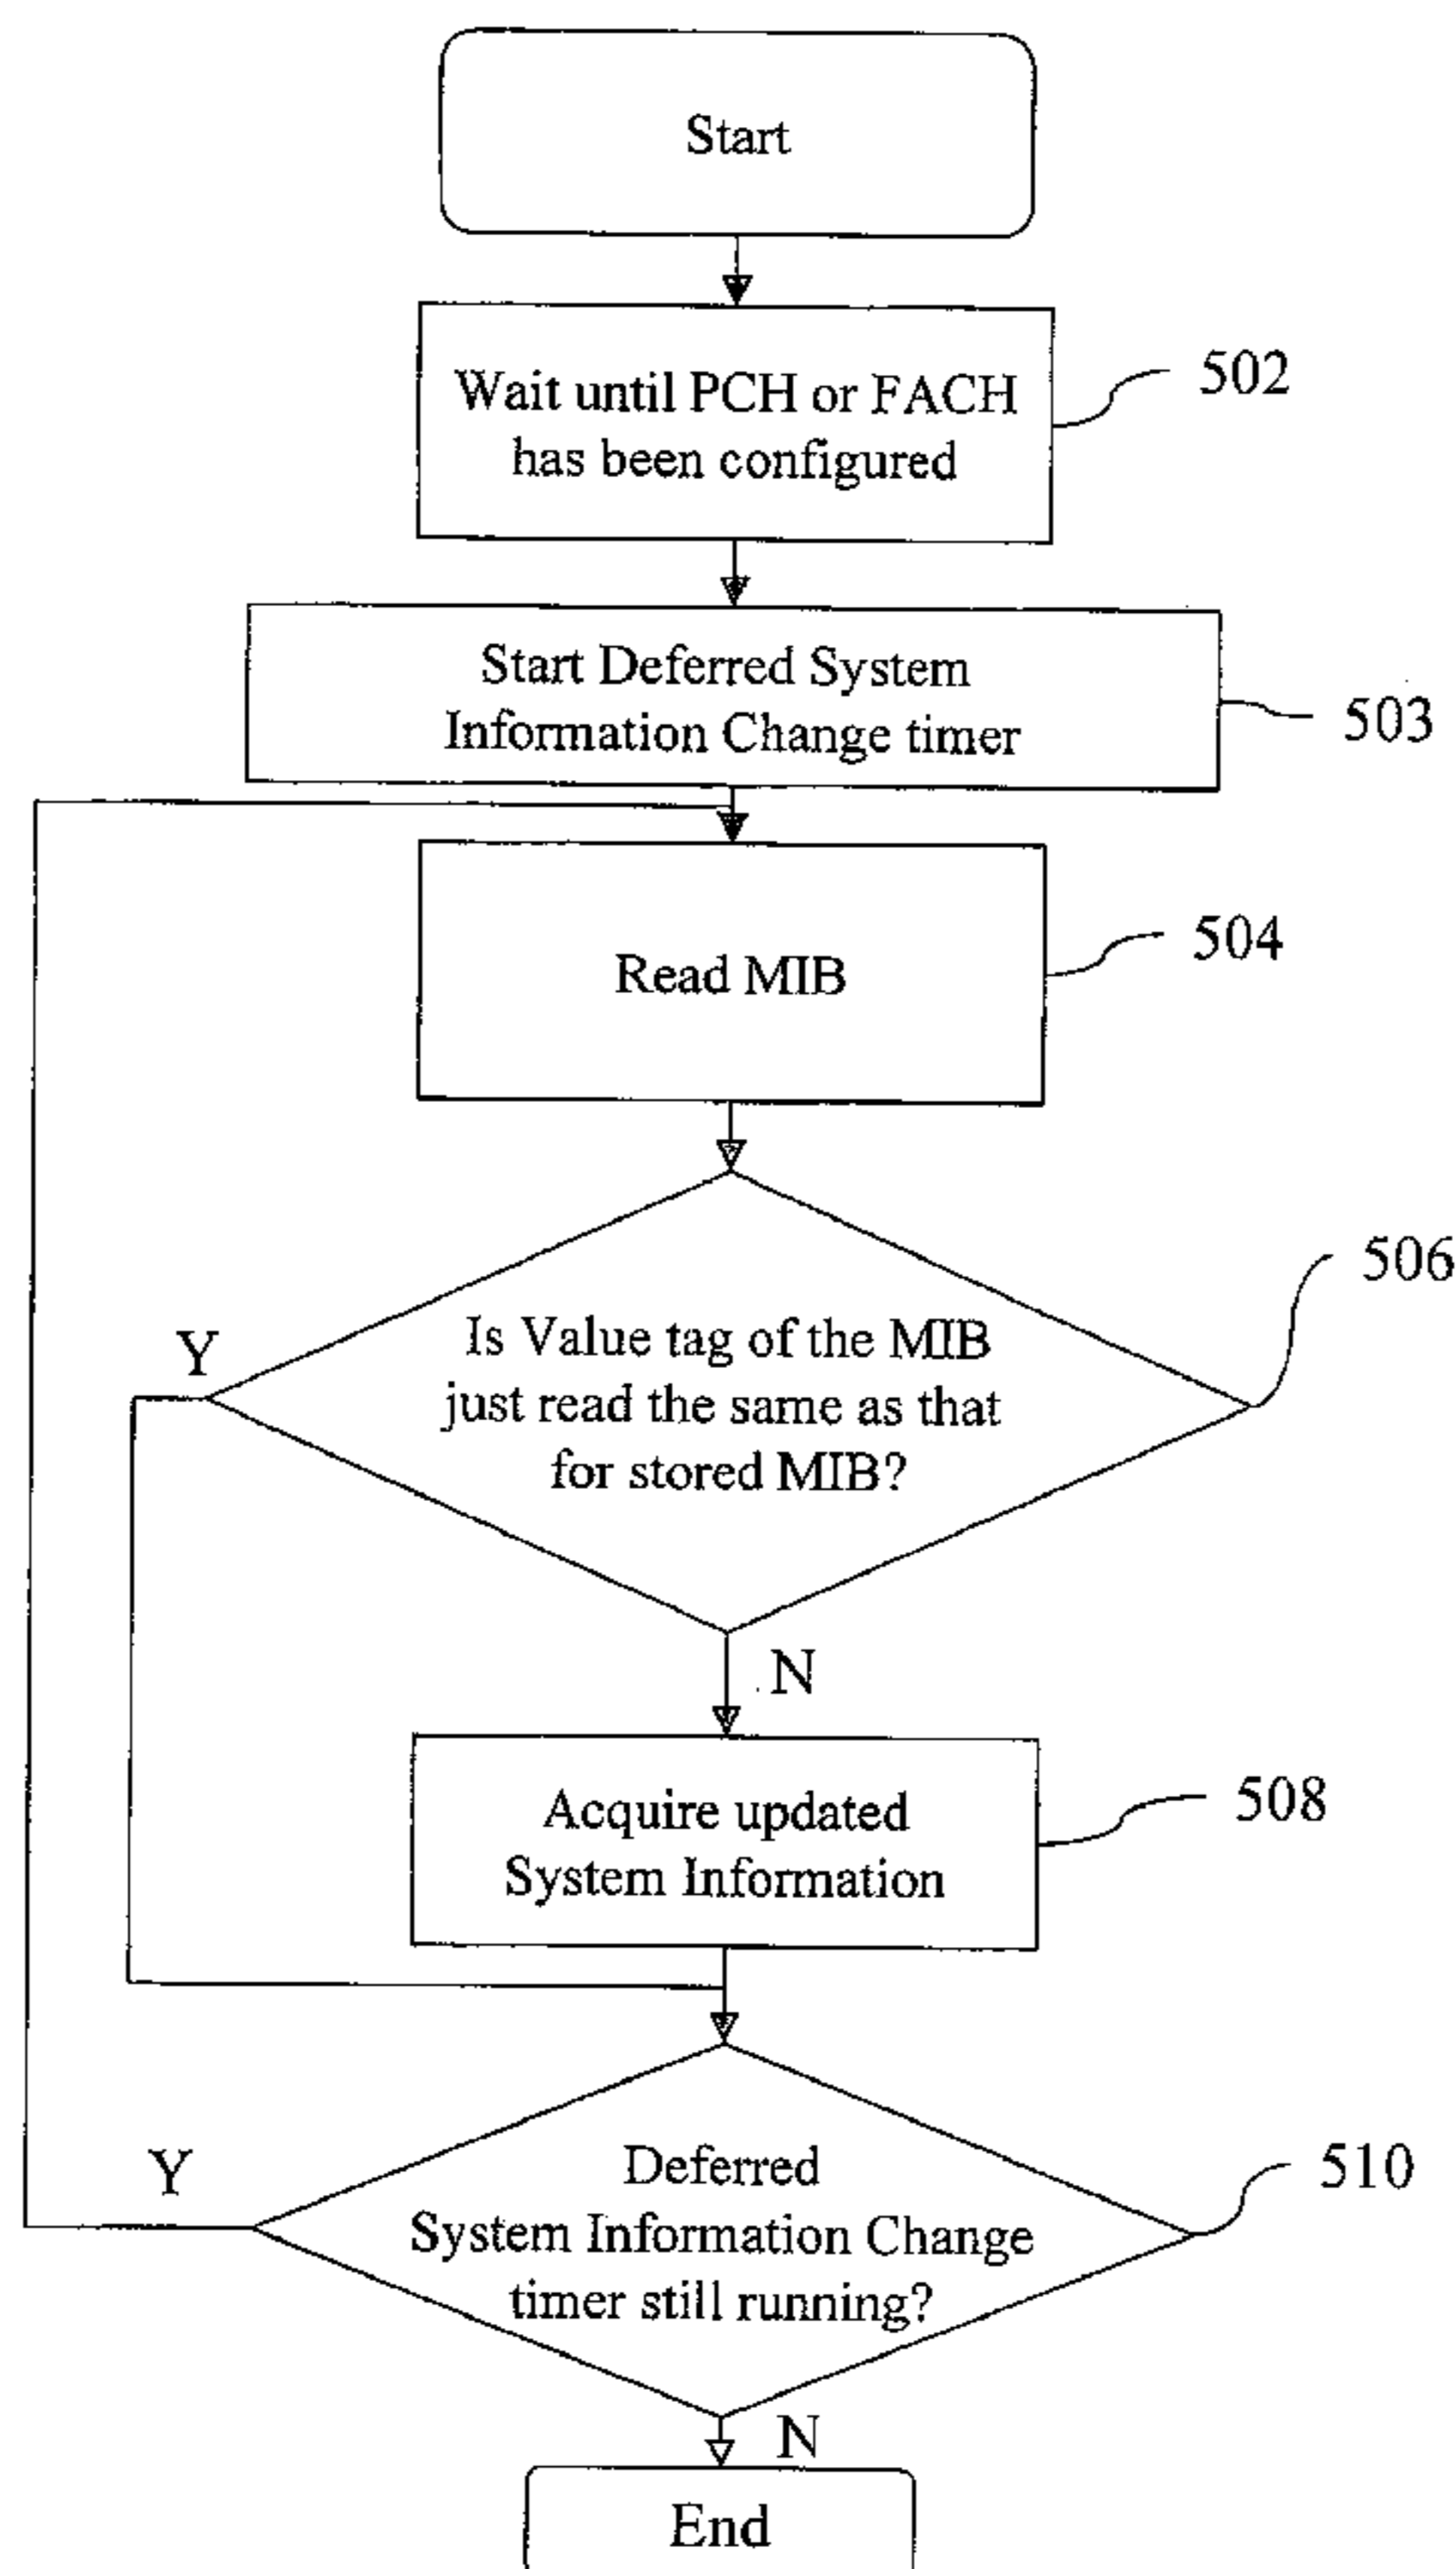 Start
Wait until PCH or FACH
has been configured
502
Start Deferred System
Information Change timer
503
Read MIB
504
Is Value tag of the MIB
just read the same as that
for stored MIB?
506
Y
N
Acquire updated
System Information
508
Deferred
System Information Change
timer still running?
510
Y
N
End